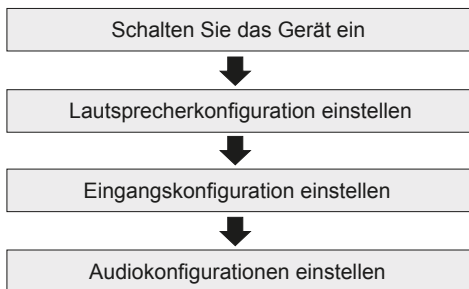 Schalten Sie das Gerät ein
Lautsprecherkonfiguration einstellen
Eingangskonfiguration einstellen
Audiokonfigurationen einstellen